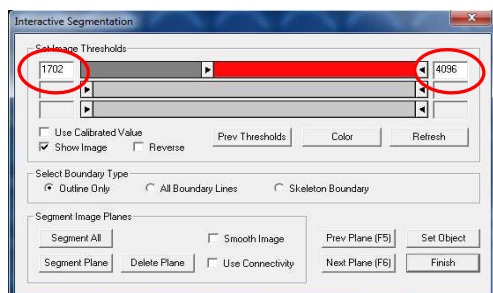 Interactive Segmentation
Set Image Thresholds
1702 4096
Use Calibrated Value
Show Image Reverse Prev Thresholds Color Refresh
Select Boundary Type
Outline Only All Boundary Lines Skeleton Boundary
Segment Image Planes
Segment All Smooth Image Prev Plane (F5) Set Object
Segment Plane Delete Plane Use Connectivity Next Plane (F6) Finish